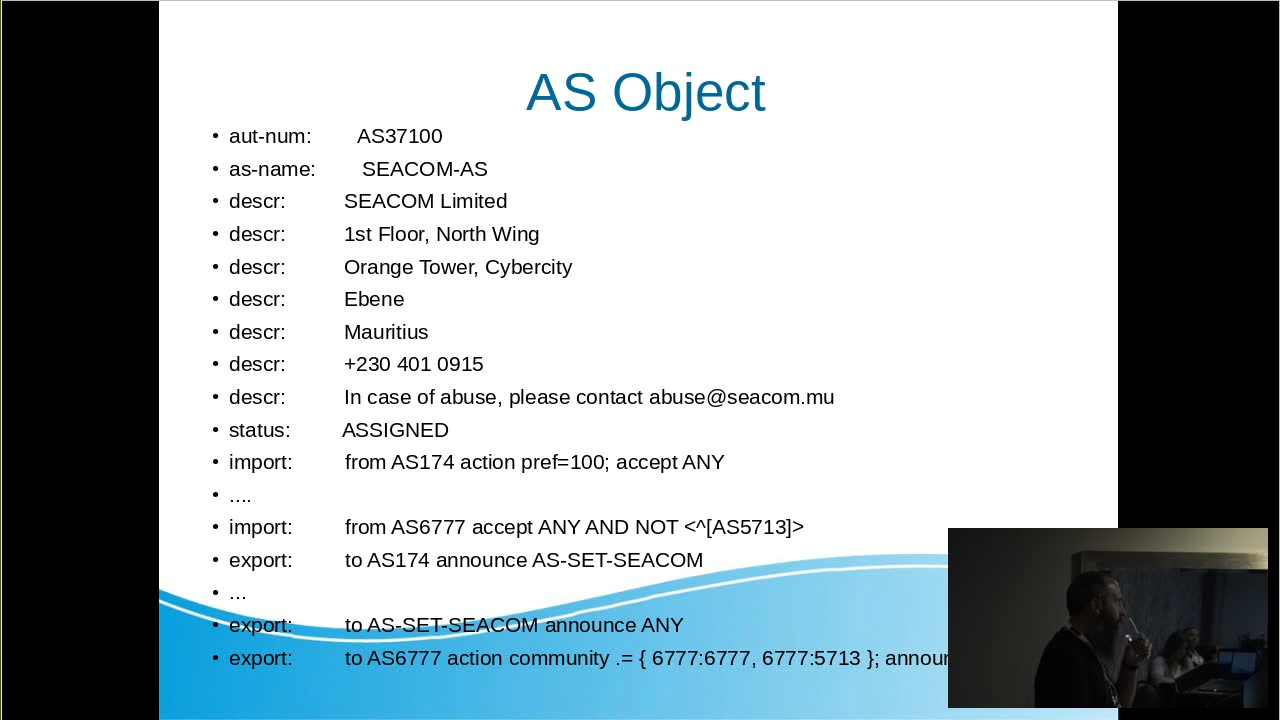 AS Object
• aut-num: AS37100
• as-name: SEACOM-AS
• descr: SEACOM Limited
• descr: 1st Floor, North Wing
• descr: Orange Tower, Cybercity
• descr: Ebene
• descr: Mauritius
• descr: +230 401 0915
• descr: In case of abuse, please contact abuse@seacom.mu
• status: ASSIGNED
• import: from AS174 action pref=100; accept ANY
• ....
• import: from AS6777 accept ANY AND NOT <^[AS5713]>
• export: to AS174 announce AS-SET-SEACOM
• ...
• export: to AS-SET-SEACOM announce ANY
• export: to AS6777 action community .= { 6777:6777, 6777:5713 };